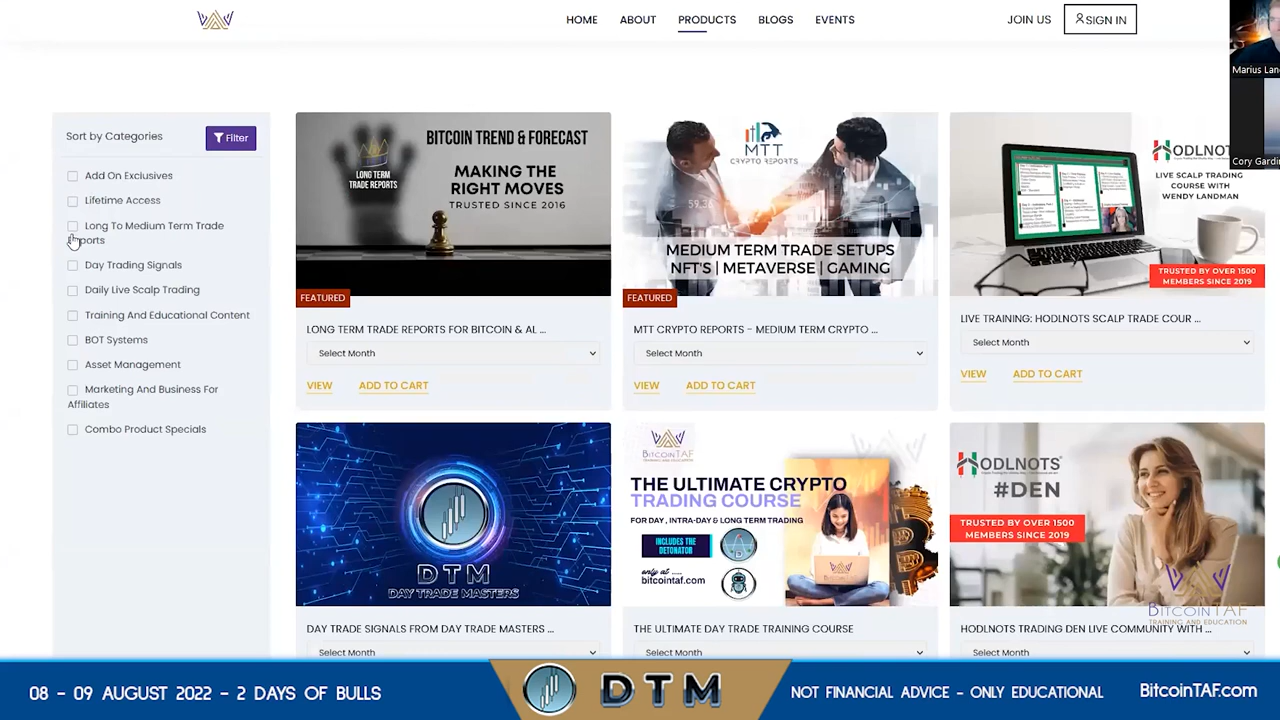 HOME ABOUT PRODUCTS BLOGS EVENTS JOIN US SIGN IN
Marius Lan
Cory Gardi
Sort by Categories Filter
Add On Exclusives
Lifetime Access
Long To Medium Term Trade
ports
Day Trading Signals
Daily Live Scalp Trading
Training And Educational Content
BOT Systems
Asset Management
Marketing And Business For
Affiliates
Combo Product Specials
LONG TERM
TRADE REPORTS
BITCOIN TREND & FORECAST
MAKING THE
RIGHT MOVES
TRUSTED SINCE 2016
FEATURED
LONG TERM TRADE REPORTS FOR BITCOIN & AL ...
Select Month
VIEW ADD TO CART
MTT
CRYPTO REPORTS
59,36
MEDIUM TERM TRADE SETUPS
NFT'S | METAVERSE | GAMING
FEATURED
MTT CRYPTO REPORTS - MEDIUM TERM CRYPTO ...
Select Month
VIEW ADD TO CART
HODLNOTS
LIVE SCALP TRADING
COURSE WITH
WENDY LANDMAN
TRUSTED BY OVER 1500
MEMBERS SINCE 2019
LIVE TRAINING: HODLNOTS SCALP TRADE COUR ...
Select Month
VIEW ADD TO CART
DTM
DAY TRADE MASTERS
DAY TRADE SIGNALS FROM DAY TRADE MASTERS ...
Select Month
BITCOINTAF
TRAINING AND EDUCATION
THE ULTIMATE CRYPTO
TRADING COURSE
FOR DAY , INTRA-DAY & LONG TERM TRADING
INCLUDES THE
DETONATOR
only at ....
bitcointaf.com
THE ULTIMATE DAY TRADE TRAINING COURSE
Select Month
HODLNOTS
#DEN
TRUSTED BY OVER 1500
MEMBERS SINCE 2019
BITCOINTAF
TRAINING AND EDUCATION
HODLNOTS TRADING DEN LIVE COMMUNITY WITH ...
Select Month
08 - 09 AUGUST 2022 - 2 DAYS OF BULLS
DTM
NOT FINANCIAL ADVICE - ONLY EDUCATIONAL
BitcoinTAF.com